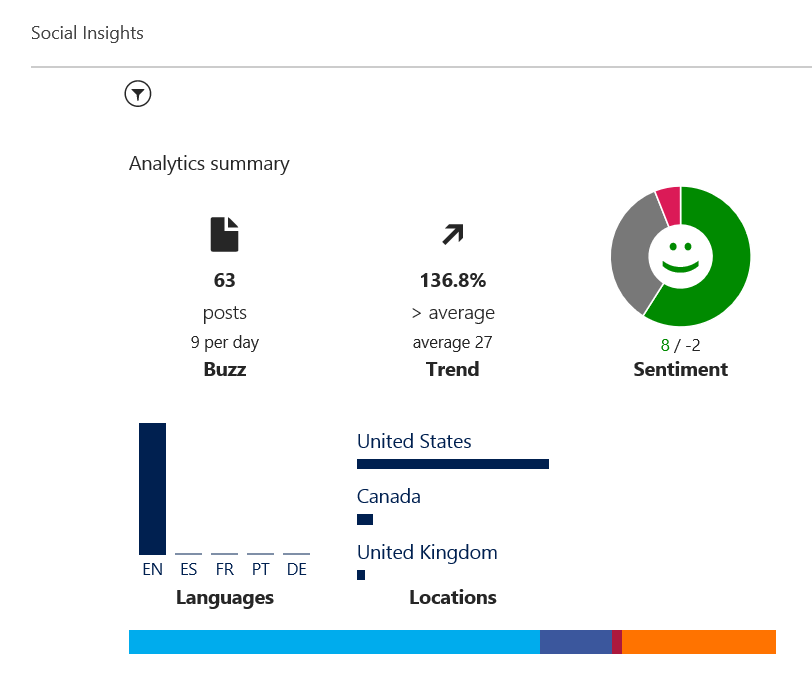 Social Insights
Analytics summary
63
posts
9 per day
Buzz
136.8%
> average
average 27
Trend
8 / -2
Sentiment
EN ES FR PT DE
Languages
United States
Canada
United Kingdom
Locations